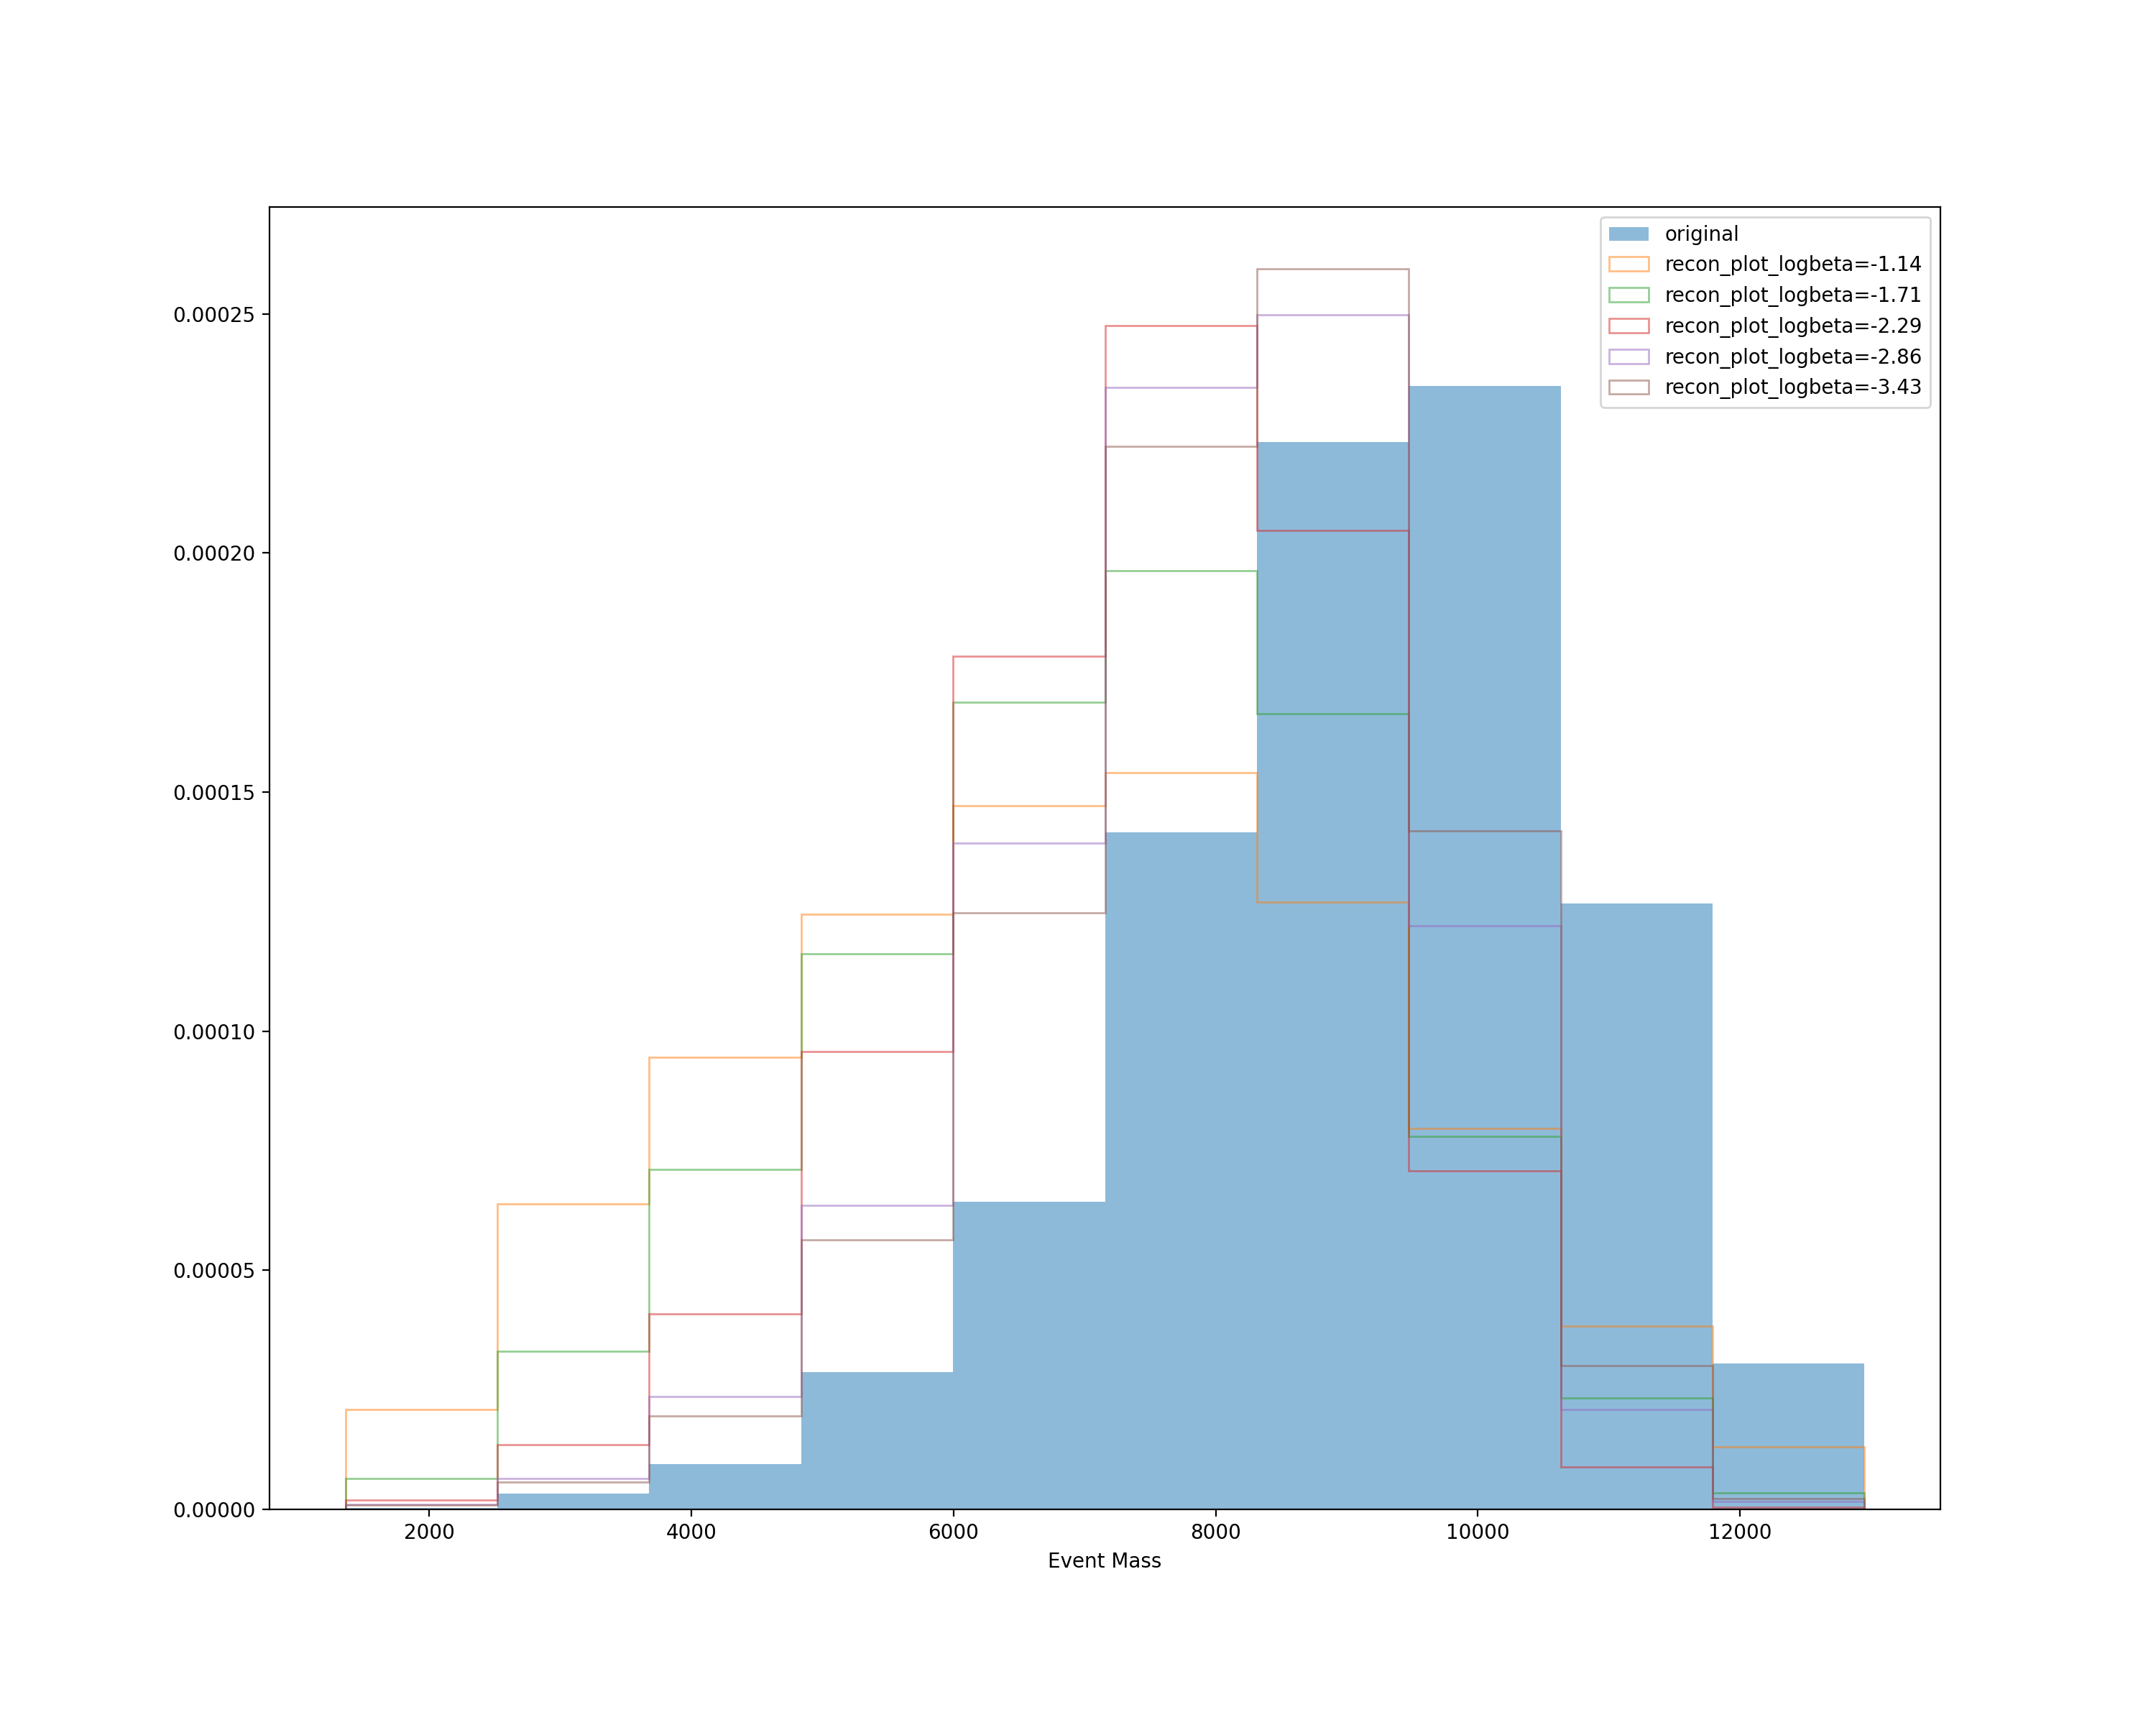 original
recon_plot_logbeta=-1.14
recon_plot_logbeta=-1.71
recon_plot_logbeta=-2.29
recon_plot_logbeta=-2.86
recon_plot_logbeta=-3.43
0.00025
0.00020
0.00015
0.00010
0.00005
0.00000
2000 4000 6000 8000 10000 12000
Event Mass